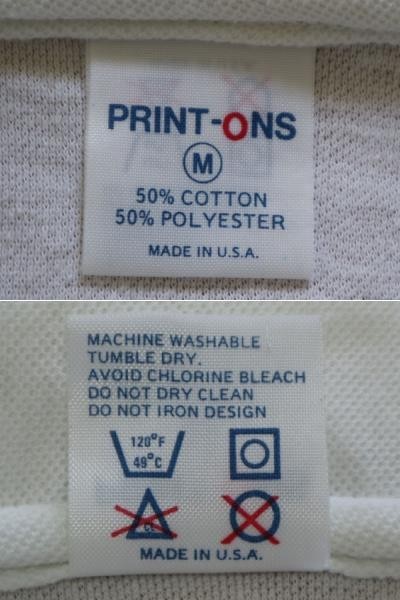 PRINT-ONS
M
50% COTTON
50% POLYESTER
MADE IN U.S.A.
MACHINE WASHABLE
TUMBLE DRY.
AVOID CHLORINE BLEACH
DO NOT DRY CLEAN
DO NOT IRON DESIGN
120°F
49°C
CL
MADE IN U.S.A.